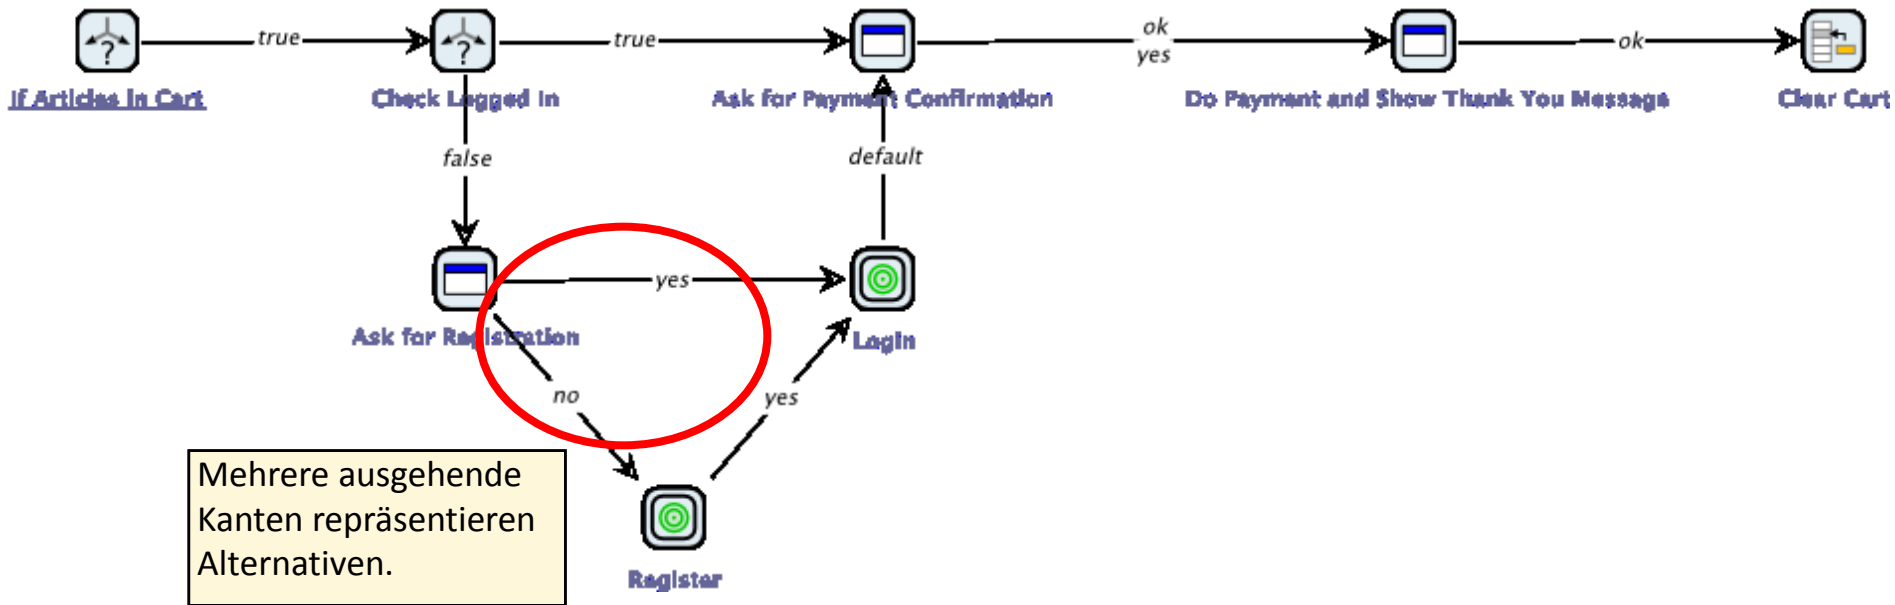 true
true
ok
yes
ok
?
?
If Articles in Cart
Check Logged In
Ask for Payment Confirmation
Do Payment and Show Thank You Message
Clear Cart
false
default
yes
Ask for Registration
Login
no
yes
Mehrere ausgehende
Kanten repräsentieren
Alternativen.
Register